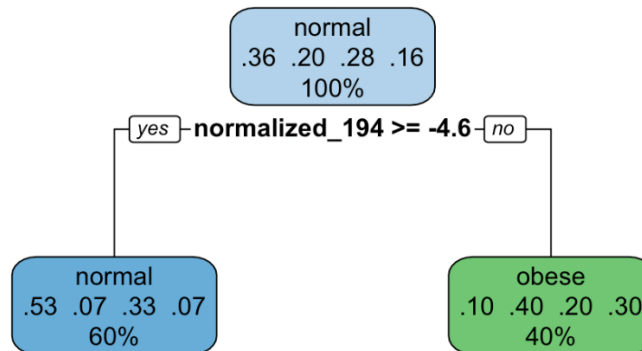 normal
.36 .20 .28 .16
100%
yes normalized_194 >= -4.6 no
normal
.53 .07 .33 .07
60%
obese
.10 .40 .20 .30
40%